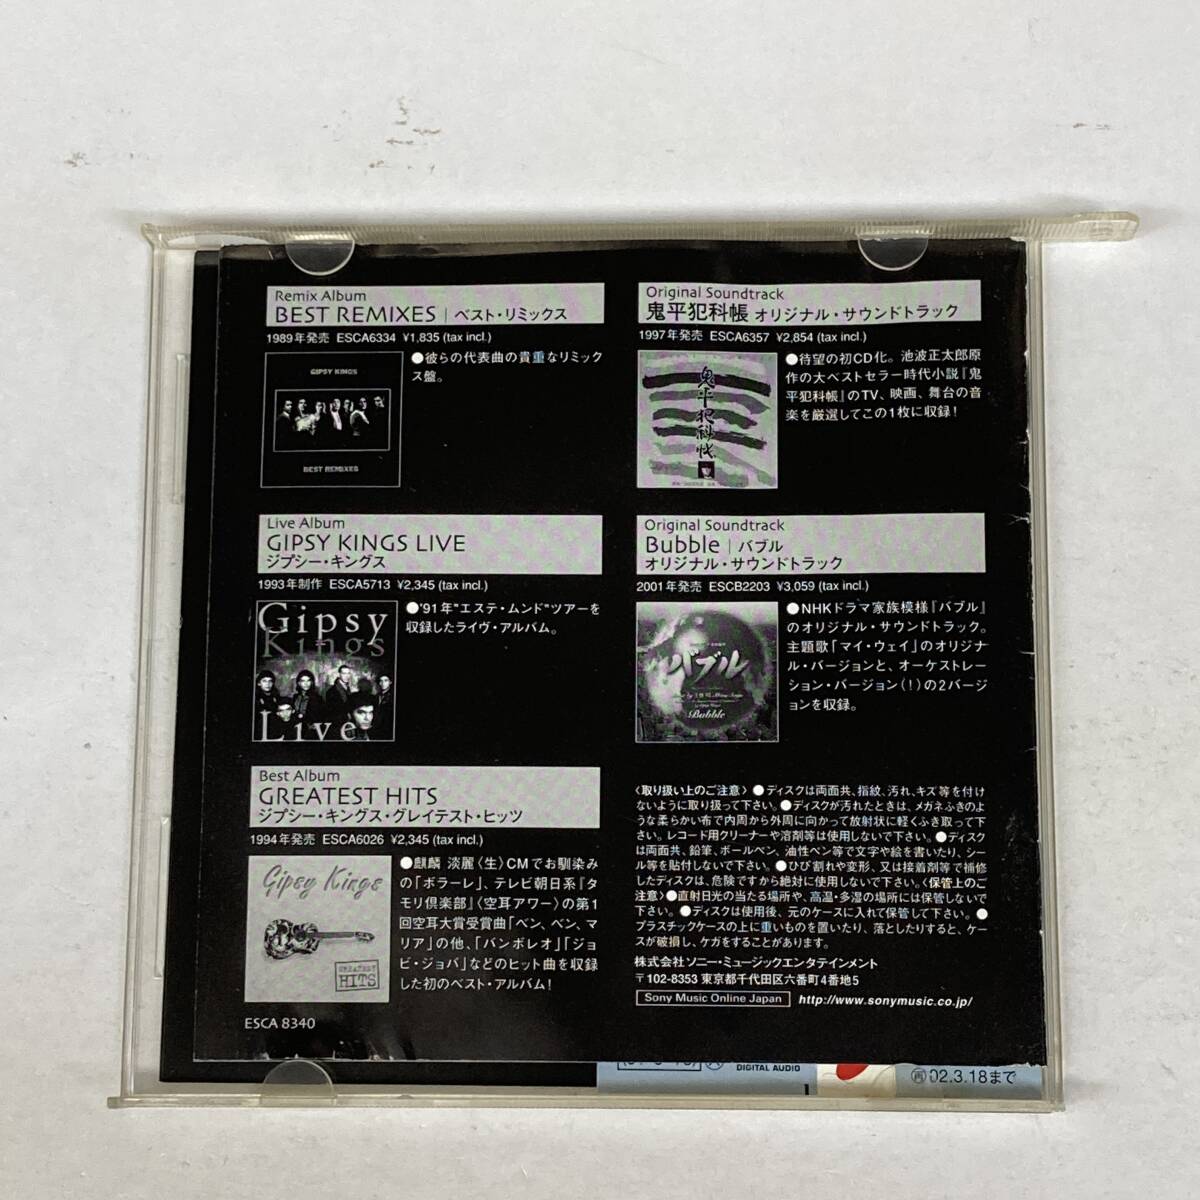 Remix Album
BEST REMIXES | ベスト・リミックス
1989年発売 ESCA6334 ¥1,835 (tax incl.)
GIPSY KINGS
BEST REMIXES
●彼らの代表曲の貴重なリミック
ス盤。
Live Album
GIPSY KINGS LIVE
ジプシー・キングス
1993年制作 ESCA5713 ¥2,345 (tax incl.)
Gipsy
Kings
Live
●'91年"エステ・ムンド"ツアーを
収録したライヴ・アルバム。
Best Album
GREATEST HITS
ジプシー・キングス・グレイテスト・ヒッツ
1994年発売 ESCA6026 ¥2,345 (tax incl.)
Gipsy Kings
GREATEST
HITS
●麒麟 淡麗〈生〉CMでお馴染み
の「ボラーレ」、テレビ朝日系『タ
モリ倶楽部』〈空耳アワー〉の第1
回空耳大賞受賞曲「ベン、ベン、マ
リア」の他、「バンボレオ」「ジョ
ビ・ジョバ」などのヒット曲を収録
した初のベスト・アルバム!
ESCA 8340
Original Soundtrack
鬼平犯科帳 オリジナル・サウンドトラック
1997年発売 ESCA6357 ¥2,854 (tax incl.)
鬼平犯科帳
●待望の初CD化。池波正太郎原
作の大ベストセラー時代小説『鬼
平犯科帳』のTV、映画、舞台の音
楽を厳選してこの1枚に収録!
Original Soundtrack
Bubble | バブル
オリジナル・サウンドトラック
2001年発売 ESCB2203 ¥3,059 (tax incl.)
バブル
Bubble
●NHKドラマ家族模様『バブル』
のオリジナル・サウンドトラック。
主題歌「マイ・ウェイ」のオリジナ
ル・バージョンと、オーケストレー
ション・バージョン(!)の2バージ
ョンを収録。
〈取り扱い上のご注意〉●ディスクは両面共、指紋、汚れ、キズ等を付け
ないように取り扱って下さい。●ディスクが汚れたときは、メガネふきのよ
うな柔らかい布で内周から外周に向かって放射状に軽くふき取って下
さい。レコード用クリーナーや溶剤等は使用しないで下さい。●ディスク
は両面共、鉛筆、ボールペン、油性ペン等で文字や絵を書いたり、シー
ル等を貼付しないで下さい。●ひび割れや変形、又は接着剤等で補修
したディスクは、危険ですから絶対に使用しないで下さい。〈保管上のご
注意〉●直射日光の当たる場所や、高温・多湿の場所には保管しないで
下さい。●ディスクは使用後、元のケースに入れて保管して下さい。●
プラスチックケースの上に重いものを置いたり、落としたりすると、ケー
スが破損し、ケガをすることがあります。
株式会社ソニー・ミュージックエンタテインメント
〒102-8353 東京都千代田区六番町4番地5
Sony Music Online Japan http://www.sonymusic.co.jp/
DIGITAL AUDIO
㊙02.3.18まで